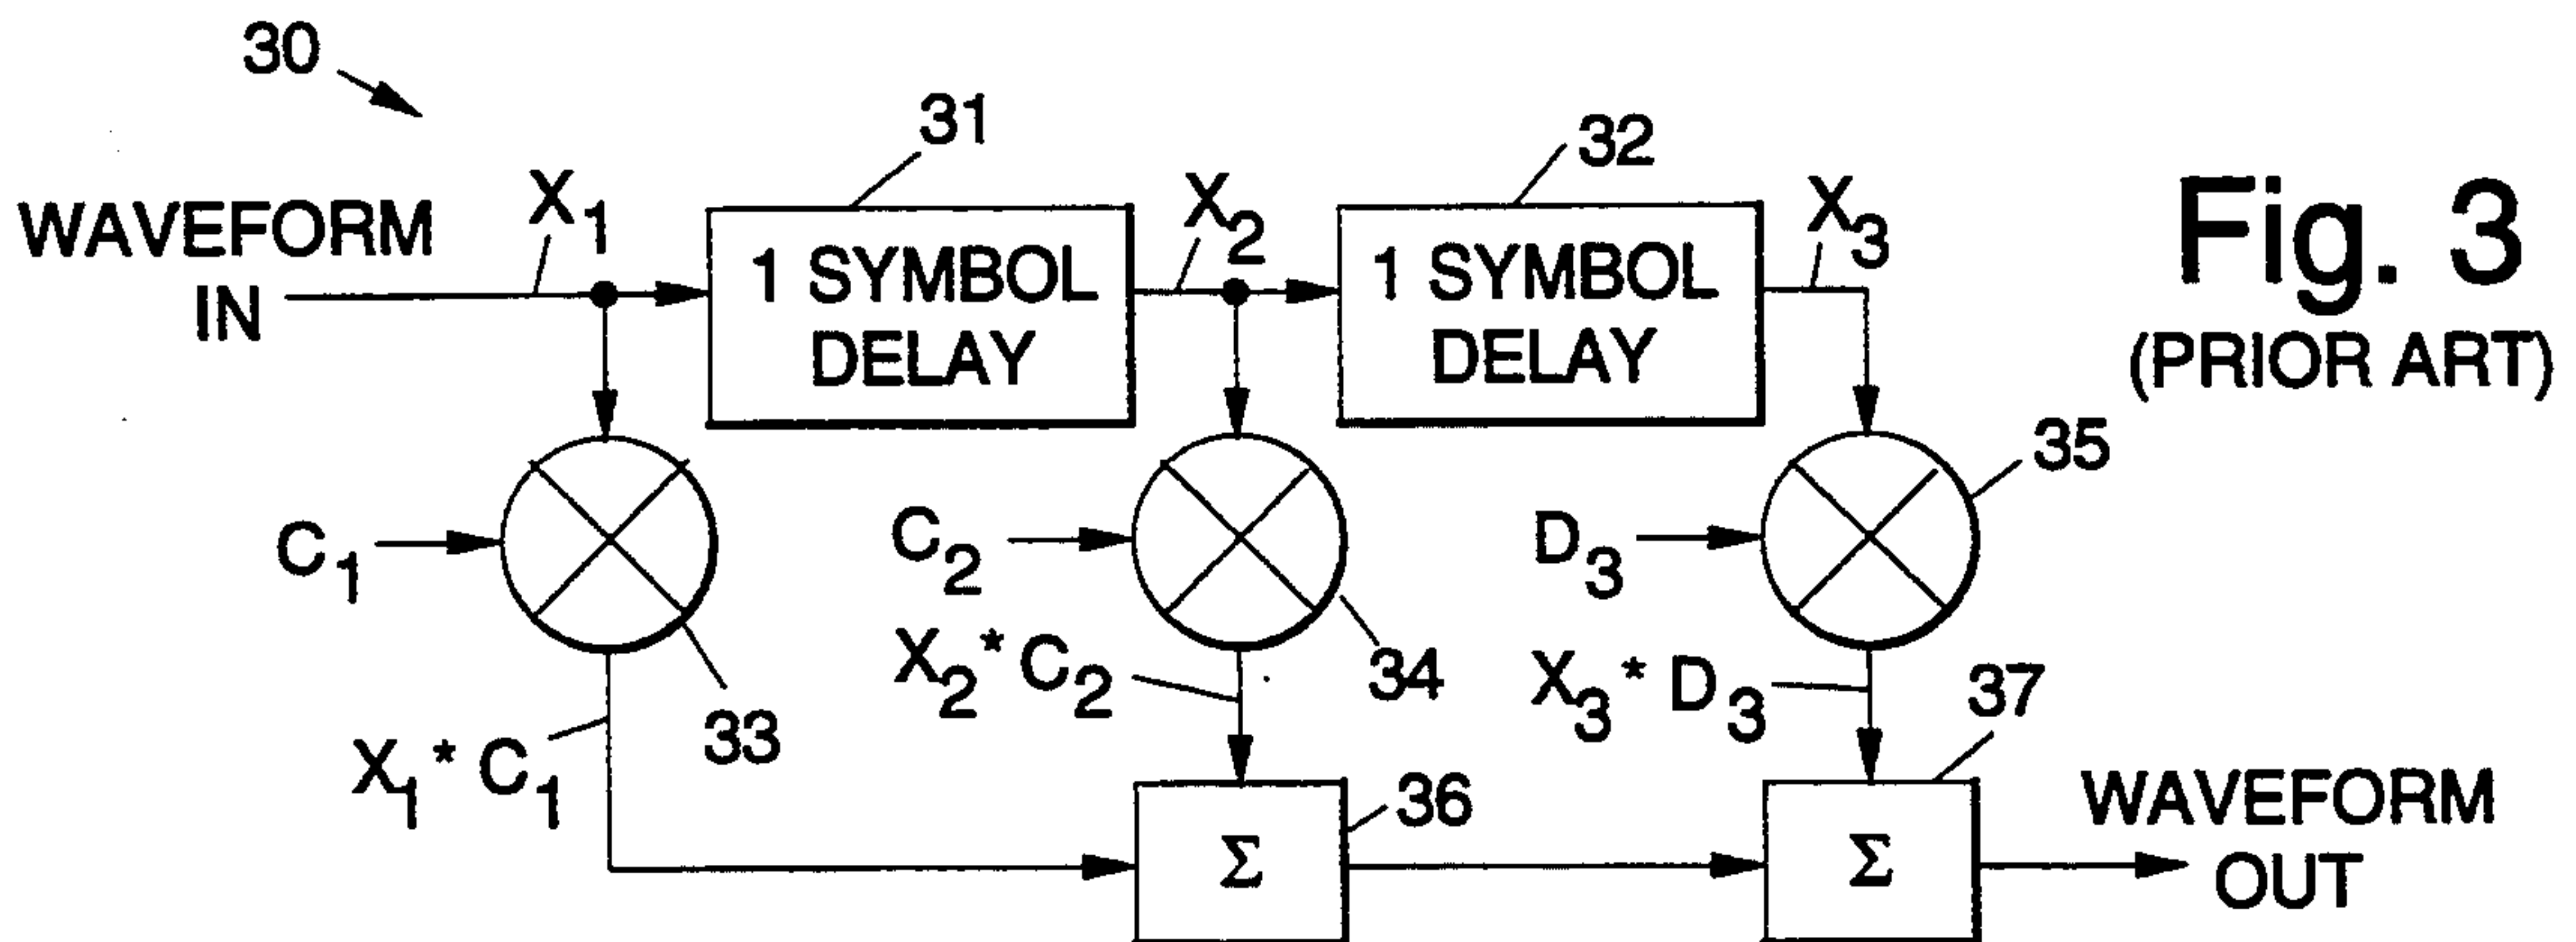 30
31
32
WAVEFORM
IN
X1
1 SYMBOL
DELAY
X2
1 SYMBOL
DELAY
X3
Fig. 3
(PRIOR ART)
C1
C2
D3
35
33
X2 * C2
34
X3 * D3
37
X1 * C1
36
Σ
Σ
WAVEFORM
OUT